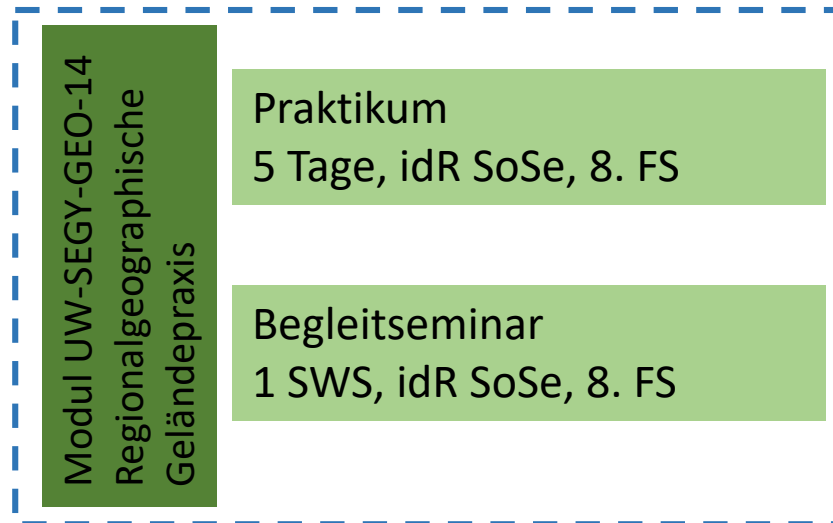 Modul UW-SEGY-GEO-14
Regionalgeographische
Geländepraxis
Praktikum
5 Tage, idR SoSe, 8. FS
Begleitseminar
1 SWS, idR SoSe, 8. FS